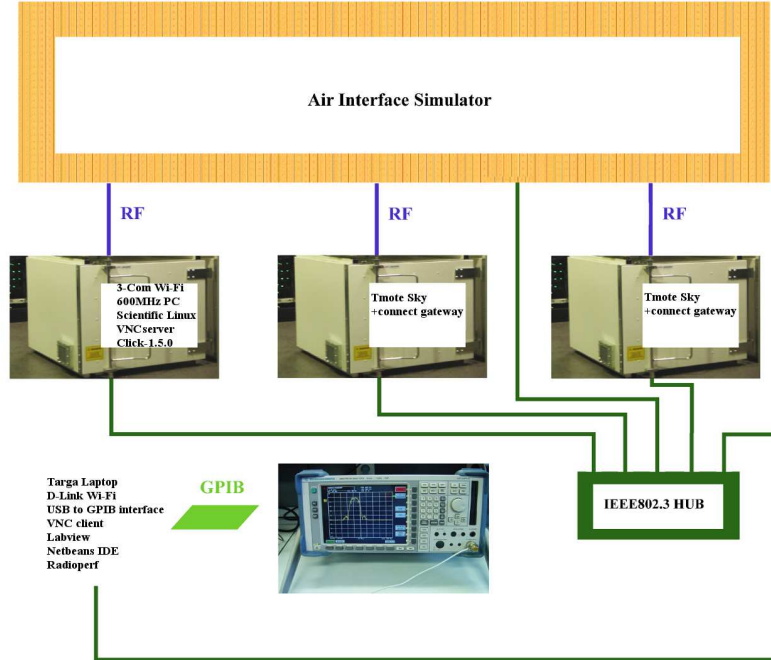 Air Interface Simulator
RF
RF
RF
3-Com Wi-Fi
600MHz PC
Scientific Linux
VNCserver
Click-1.5.0
Tmote Sky
+connect gateway
Tmote Sky
+connect gateway
Targa Laptop
D-Link Wi-Fi
USB to GPIB interface
VNC client
Labview
Netbeans IDE
Radioperf
GPIB
IEEE802.3 HUB